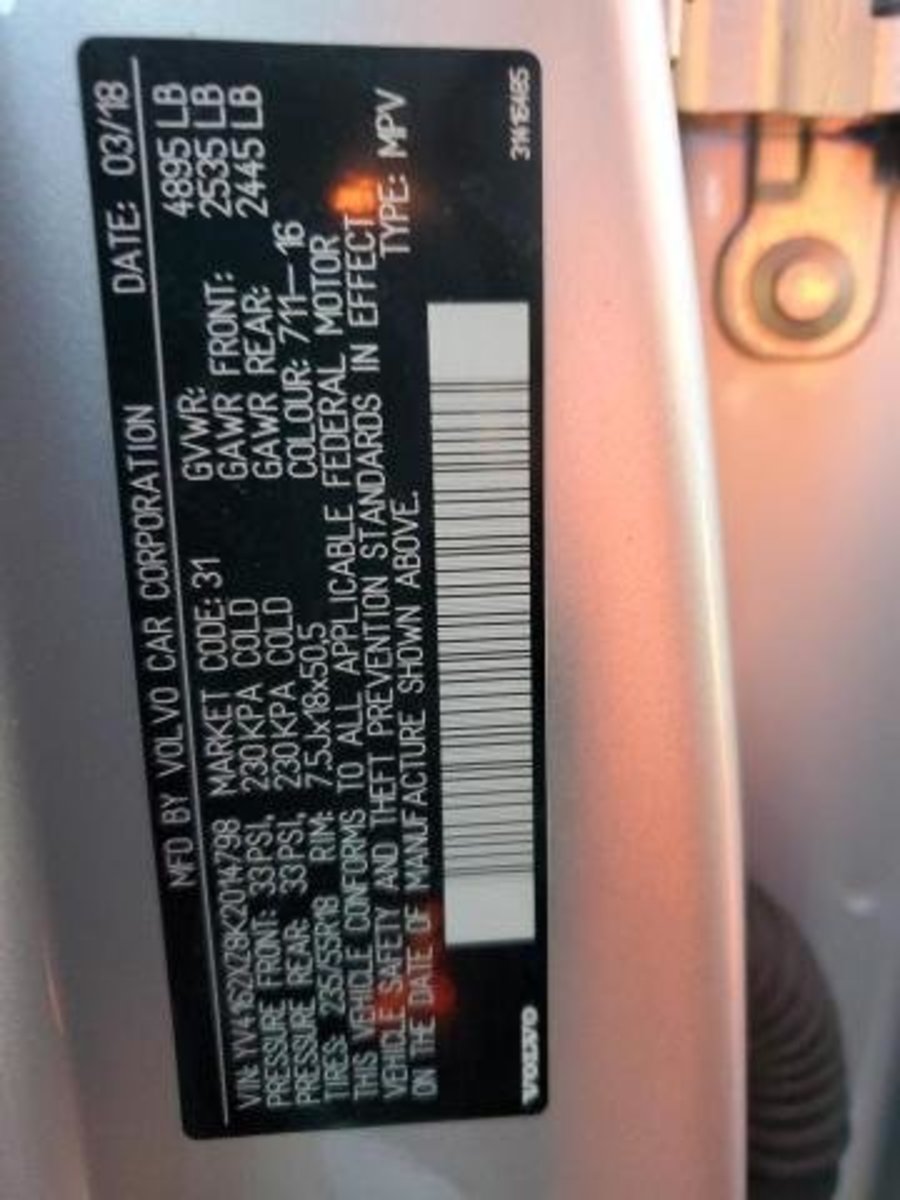 MFD BY VOLVO CAR CORPORATION DATE: 03/18
VIN: YV4162XZ8K2014798 MARKET CODE: 31 GVWR: 4895 LB
PRESSURE FRONT: 33 PSI, 230 KPA COLD GAWR FRONT: 2535 LB
PRESSURE REAR: 33 PSI, 230 KPA COLD GAWR REAR: 2445 LB
TIRES: 235/55R18 RIM: 7.5Jx18x50,5 COLOUR: 711--16
THIS VEHICLE CONFORMS TO ALL APPLICABLE FEDERAL MOTOR
VEHICLE SAFETY AND THEFT PREVENTION STANDARDS IN EFFECT
ON THE DATE OF MANUFACTURE SHOWN ABOVE. TYPE: MPV
VOLVO 31416485